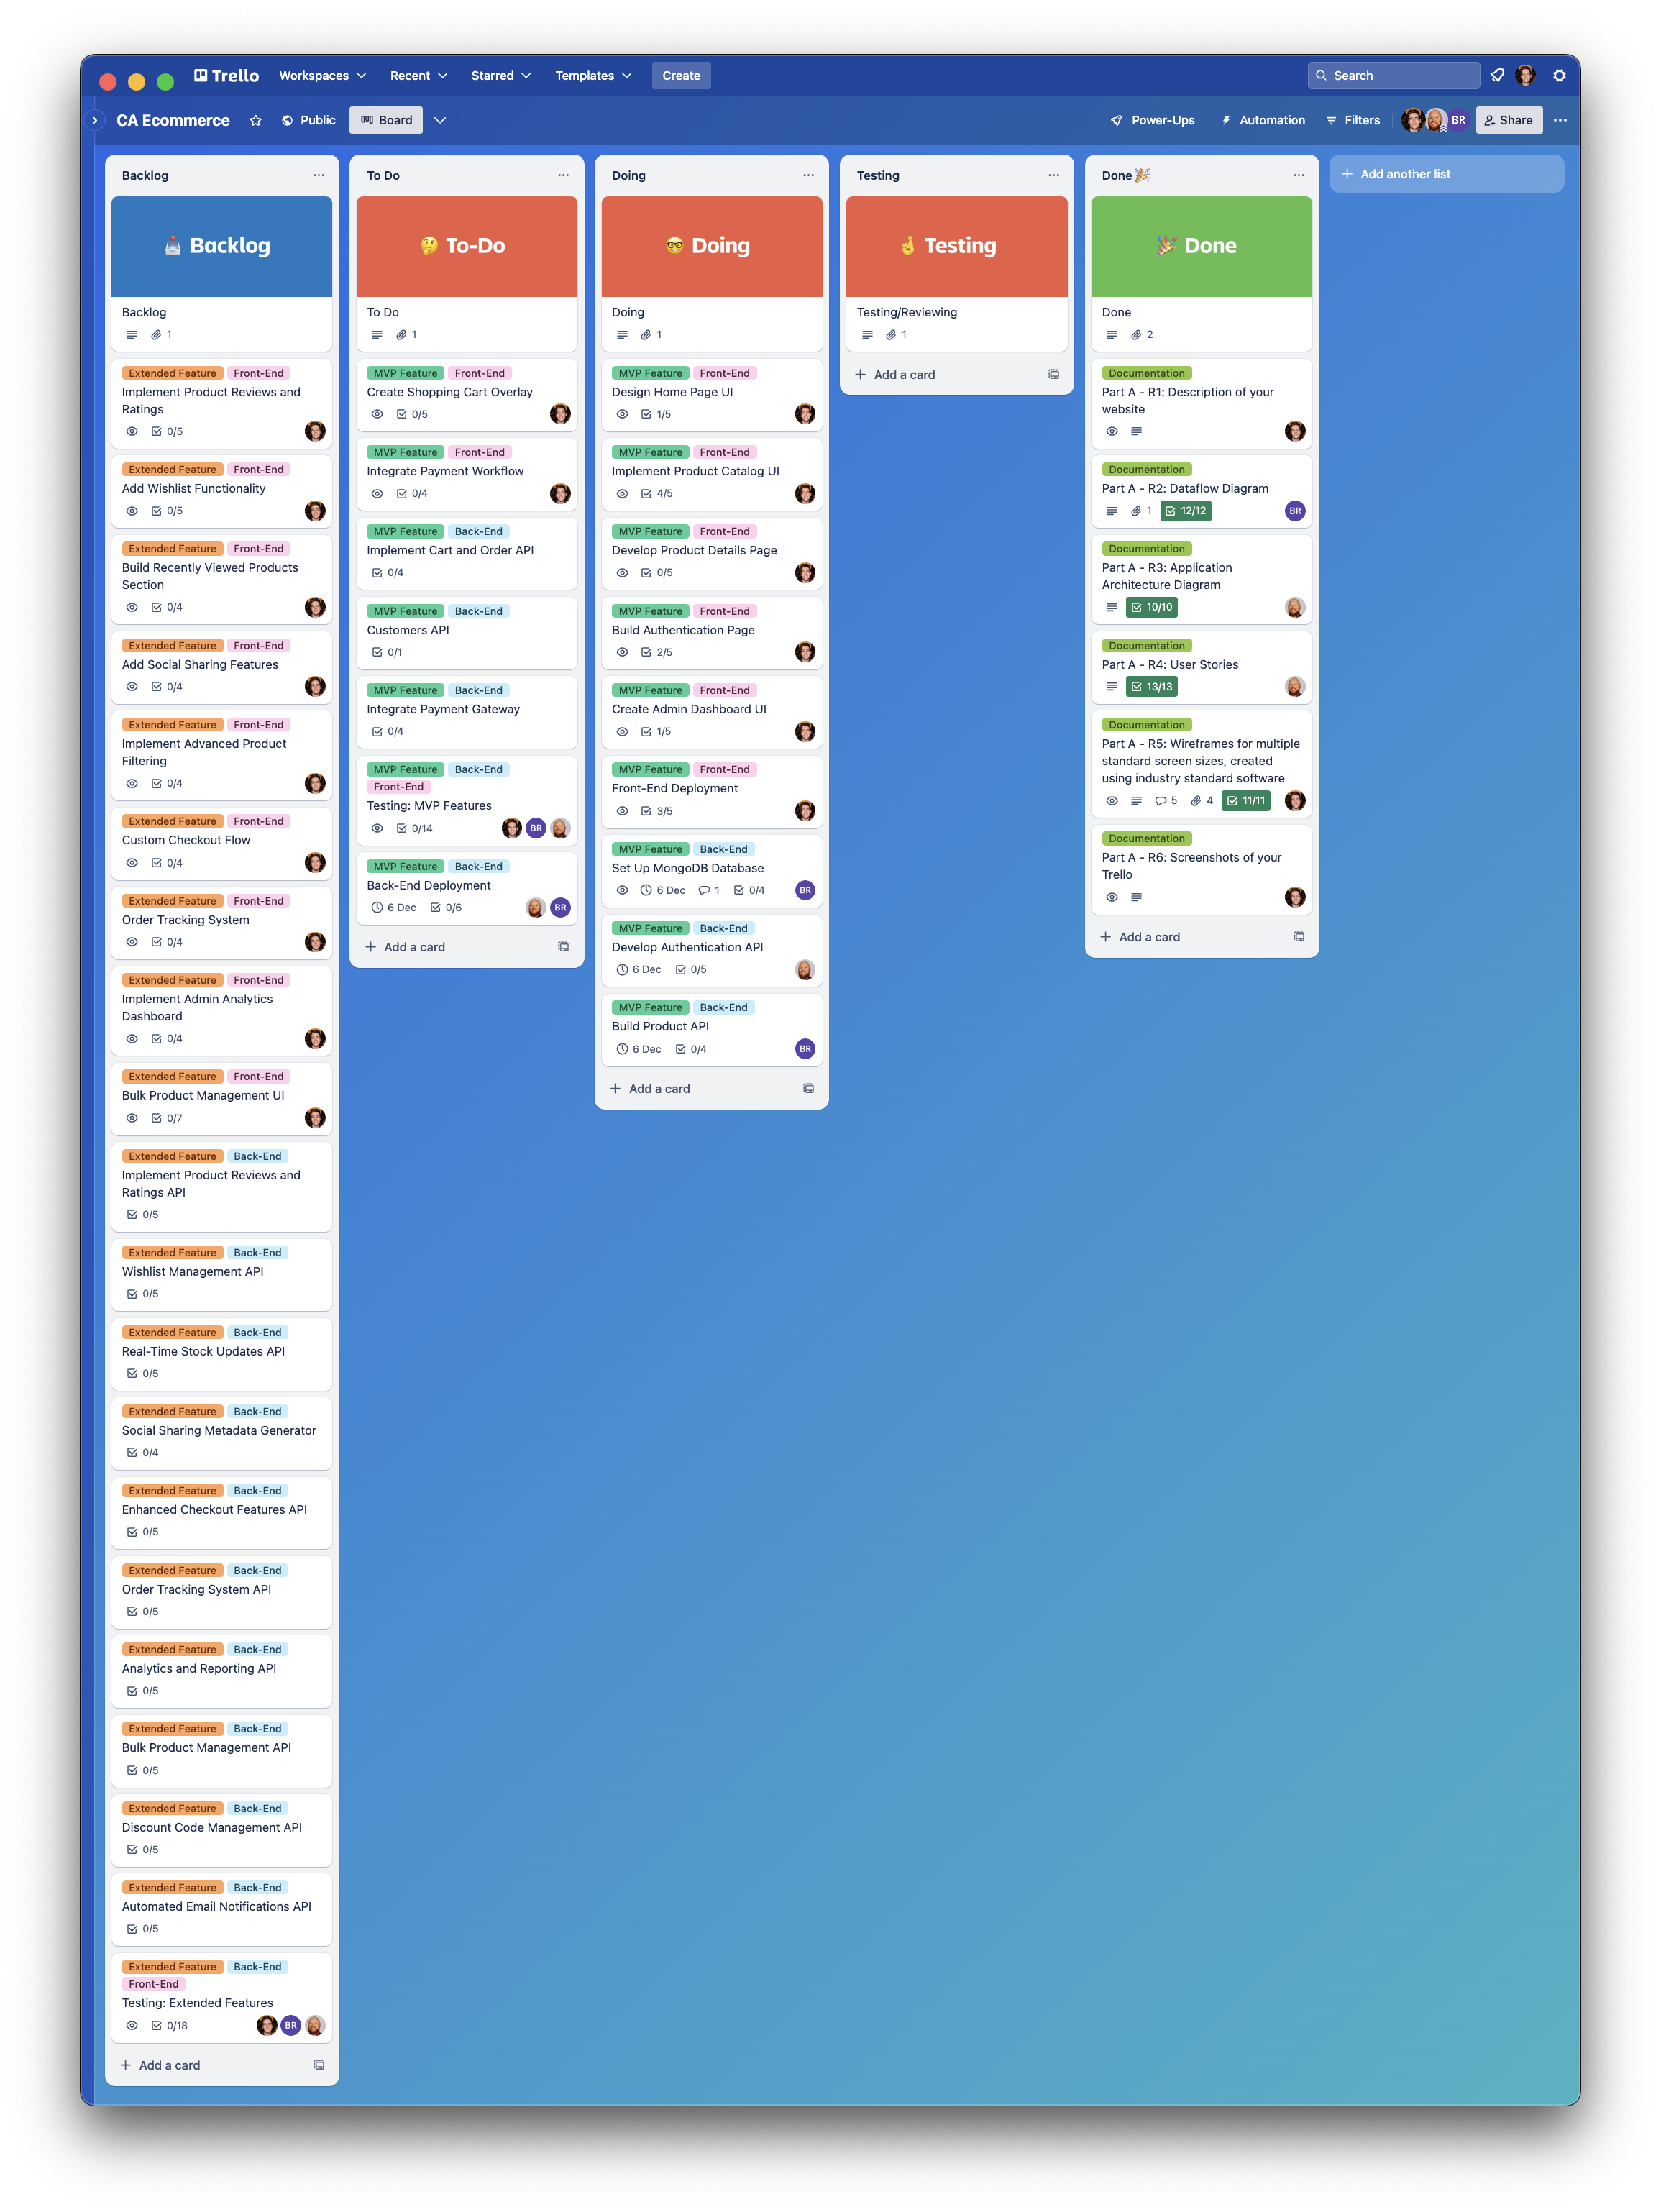 Trello
Workspaces
Recent
Starred
Templates
Create
Search
CA Ecommerce
Public
Board
Power-Ups
Automation
Filters
BR
Share
Backlog
Backlog
Backlog
1
Extended Feature Front-End
Implement Product Reviews and
Ratings
0/5
Extended Feature Front-End
Add Wishlist Functionality
0/5
Extended Feature Front-End
Build Recently Viewed Products
Section
0/4
Extended Feature Front-End
Add Social Sharing Features
0/4
Extended Feature Front-End
Implement Advanced Product
Filtering
0/4
Extended Feature Front-End
Custom Checkout Flow
0/4
Extended Feature Front-End
Order Tracking System
0/4
Extended Feature Front-End
Implement Admin Analytics
Dashboard
0/4
Extended Feature Front-End
Bulk Product Management UI
0/7
Extended Feature Back-End
Implement Product Reviews and
Ratings API
0/5
Extended Feature Back-End
Wishlist Management API
0/5
Extended Feature Back-End
Real-Time Stock Updates API
0/5
Extended Feature Back-End
Social Sharing Metadata Generator
0/4
Extended Feature Back-End
Enhanced Checkout Features API
0/5
Extended Feature Back-End
Order Tracking System API
0/5
Extended Feature Back-End
Analytics and Reporting API
0/5
Extended Feature Back-End
Bulk Product Management API
0/5
Extended Feature Back-End
Discount Code Management API
0/5
Extended Feature Back-End
Automated Email Notifications API
0/5
Extended Feature Back-End
Front-End
Testing: Extended Features
0/18 BR
Add a card
To Do
To-Do
To Do
1
MVP Feature Front-End
Create Shopping Cart Overlay
0/5
MVP Feature Front-End
Integrate Payment Workflow
0/4
MVP Feature Back-End
Implement Cart and Order API
0/4
MVP Feature Back-End
Customers API
0/1
MVP Feature Back-End
Integrate Payment Gateway
0/4
MVP Feature Back-End
Front-End
Testing: MVP Features
0/14 BR
MVP Feature Back-End
Back-End Deployment
6 Dec 0/6 BR
Add a card
Doing
Doing
Doing
1
MVP Feature Front-End
Design Home Page UI
1/5
MVP Feature Front-End
Implement Product Catalog UI
4/5
MVP Feature Front-End
Develop Product Details Page
0/5
MVP Feature Front-End
Build Authentication Page
2/5
MVP Feature Front-End
Create Admin Dashboard UI
1/5
MVP Feature Front-End
Front-End Deployment
3/5
MVP Feature Back-End
Set Up MongoDB Database
6 Dec 1 0/4 BR
MVP Feature Back-End
Develop Authentication API
6 Dec 0/5
MVP Feature Back-End
Build Product API
6 Dec 0/4 BR
Add a card
Testing
Testing
Testing/Reviewing
1
Add a card
Done🎉
Done
Done
2
Documentation
Part A - R1: Description of your
website
Documentation
Part A - R2: Dataflow Diagram
1 12/12 BR
Documentation
Part A - R3: Application
Architecture Diagram
10/10
Documentation
Part A - R4: User Stories
13/13
Documentation
Part A - R5: Wireframes for multiple
standard screen sizes, created
using industry standard software
5 4 11/11
Documentation
Part A - R6: Screenshots of your
Trello
Add a card
Add another list